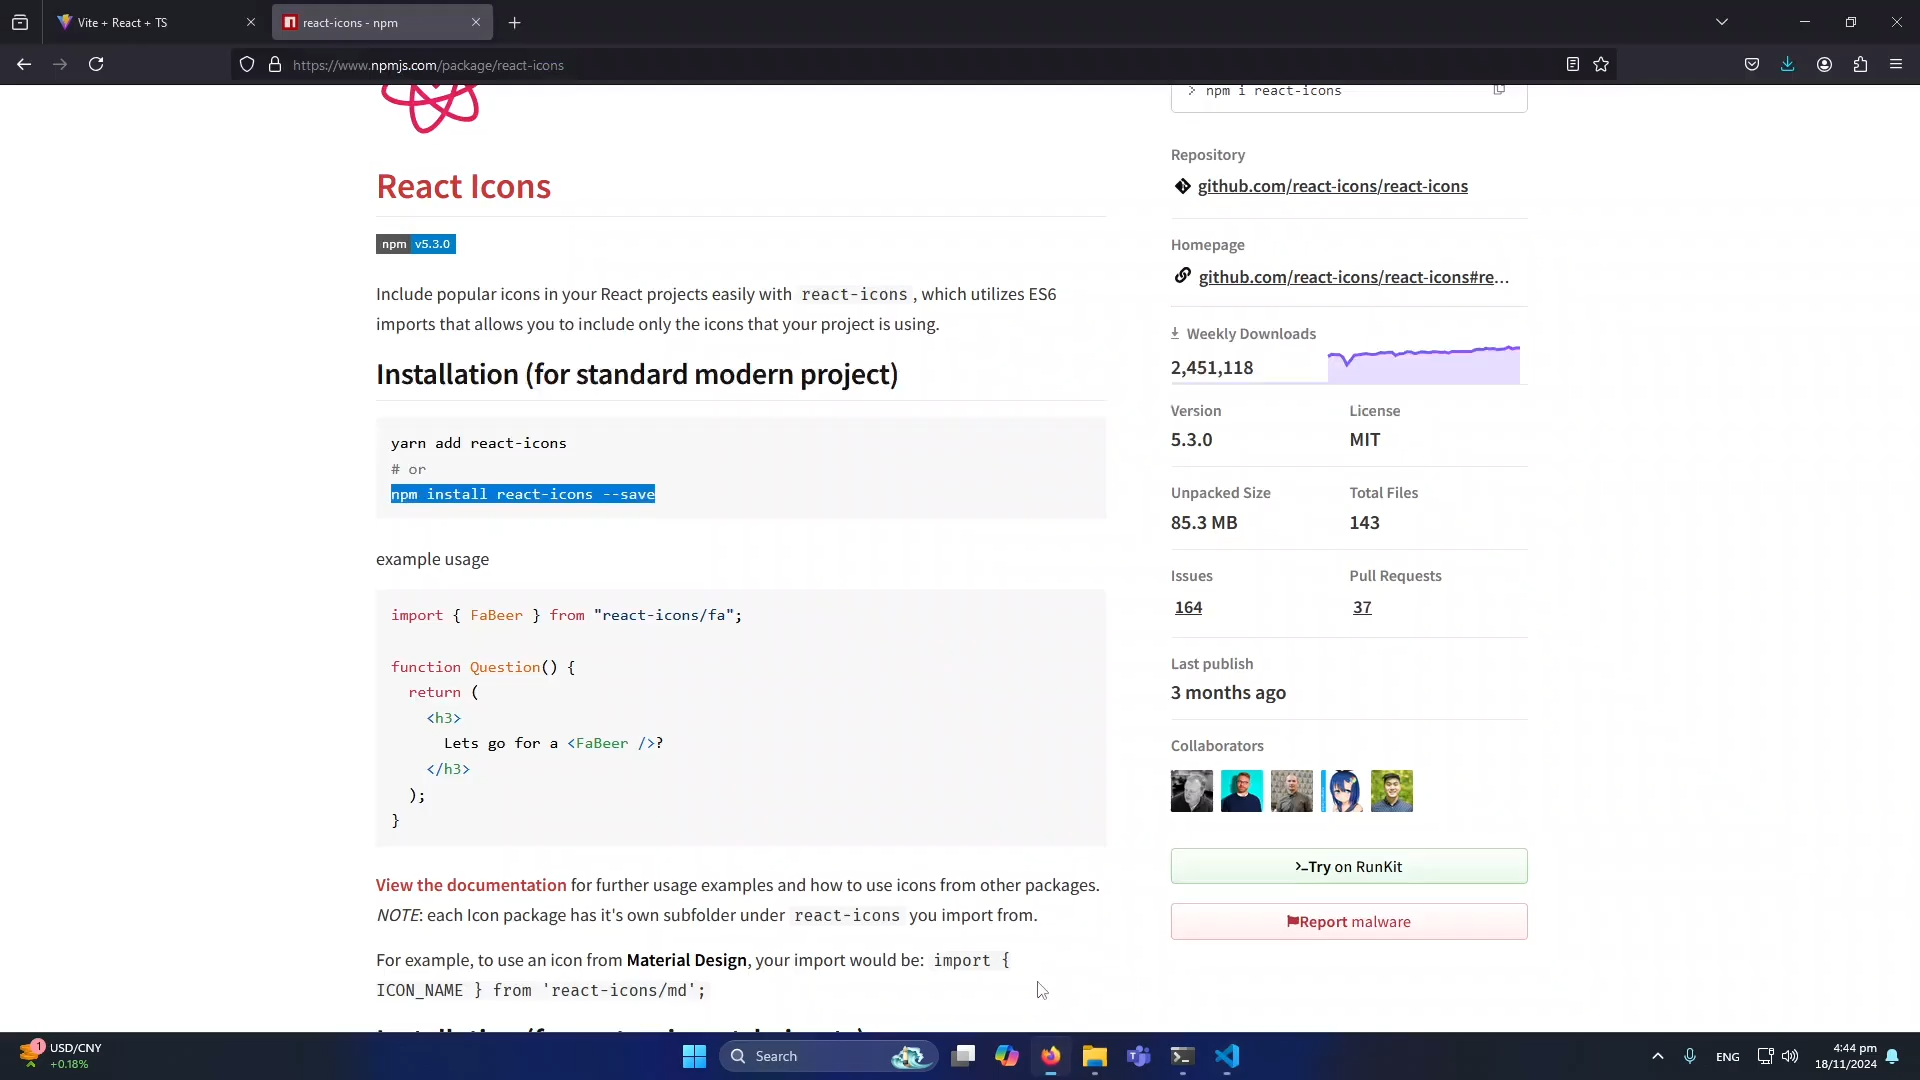 Vite + React + TS
react-icons - npm
https://www.npmjs.com/package/react-icons
> npm i react-icons
React Icons
npm v5.3.0
Include popular icons in your React projects easily with react-icons, which utilizes ES6
imports that allows you to include only the icons that your project is using.
Installation (for standard modern project)
yarn add react-icons
# or
npm install react-icons --save
example usage
import { FaBeer } from "react-icons/fa";
function Question() {
return (
<h3>
Lets go for a <FaBeer />?
</h3>
);
}
View the documentation for further usage examples and how to use icons from other packages.
NOTE: each Icon package has it's own subfolder under react-icons you import from.
For example, to use an icon from Material Design, your import would be: import {
ICON_NAME } from 'react-icons/md';
Repository
github.com/react-icons/react-icons
Homepage
github.com/react-icons/react-icons#re...
Weekly Downloads
2,451,118
Version
License
5.3.0
MIT
Unpacked Size
Total Files
85.3 MB
143
Issues
Pull Requests
164
37
Last publish
3 months ago
Collaborators
>_Try on RunKit
Report malware
1
USD/CNY
+0.18%
Search
ENG
4:44 pm
18/11/2024